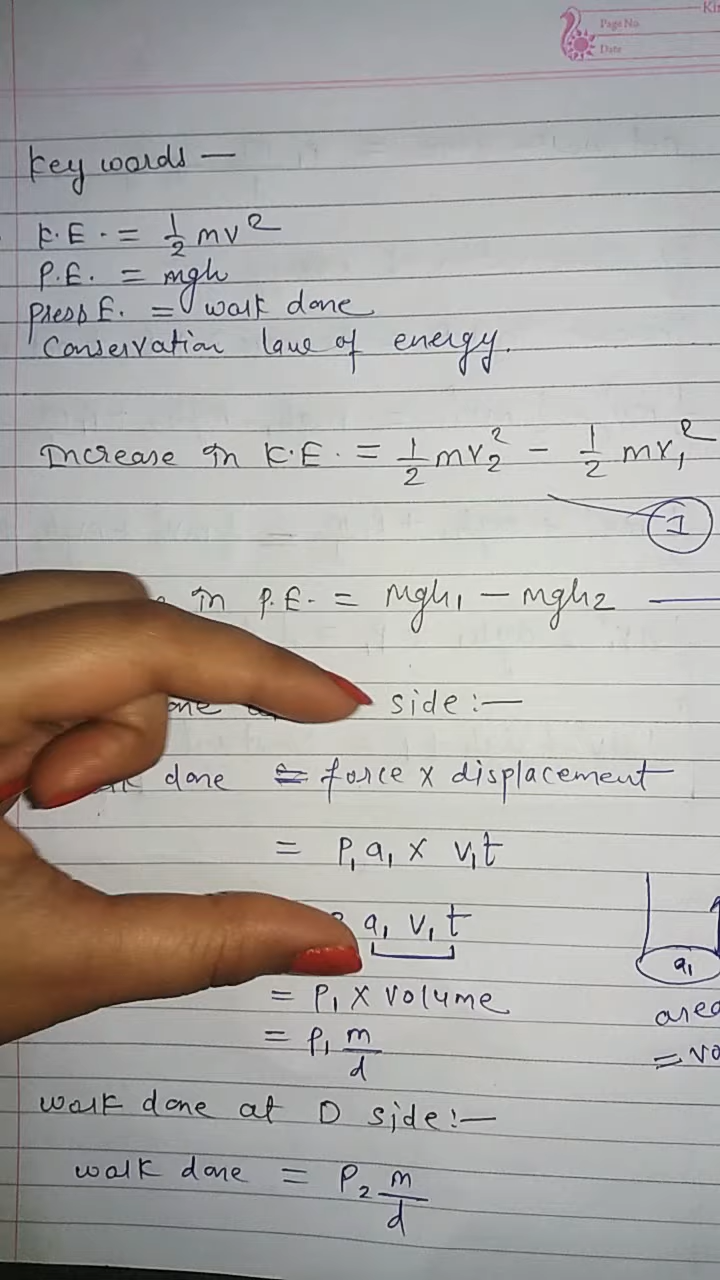 Page No.
Date
Key words —
K.E. = 1/2 mv²
P.E. = mgh
press E. = work done
Conservation law of energy.
Increase in K.E. = 1/2 mv₂² - 1/2 mv₁²
1
in P.E. = mgh₁ - mgh₂ —
side:—
done = force x displacement
= P₁ a₁ x v₁t
a₁ v₁ t
a₁
= P₁ x volume
area
= P₁ m/d
work done at D side:—
work done = P₂ m/d